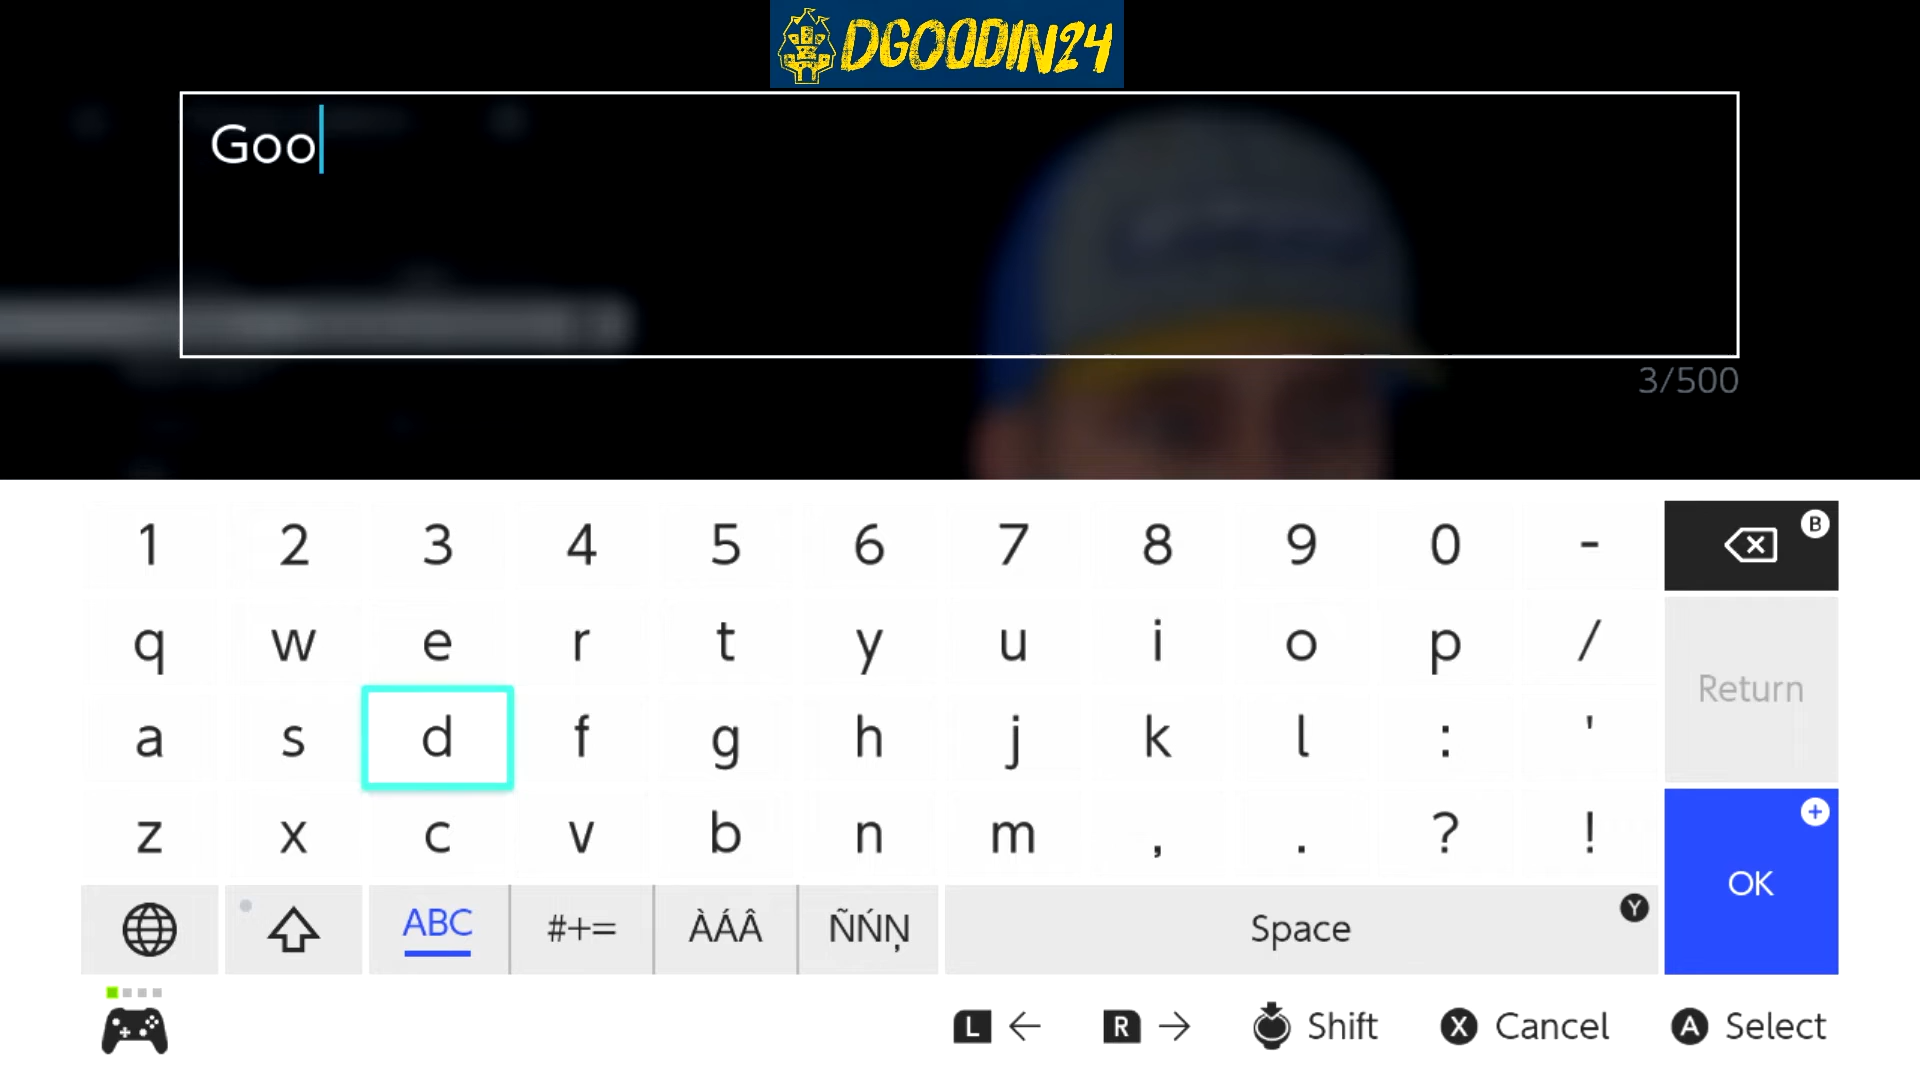 DGOODIN24
Goo
3/500
1 2 3 4 5 6 7 8 9 0 - B
q w e r t y u i o p /
Return
a s d f g h j k l : '
z x c v b n m , . ? ! +
OK
ABC #+= ÀÁÂ ÑŃŅ Space Y
L ← R → Shift X Cancel A Select